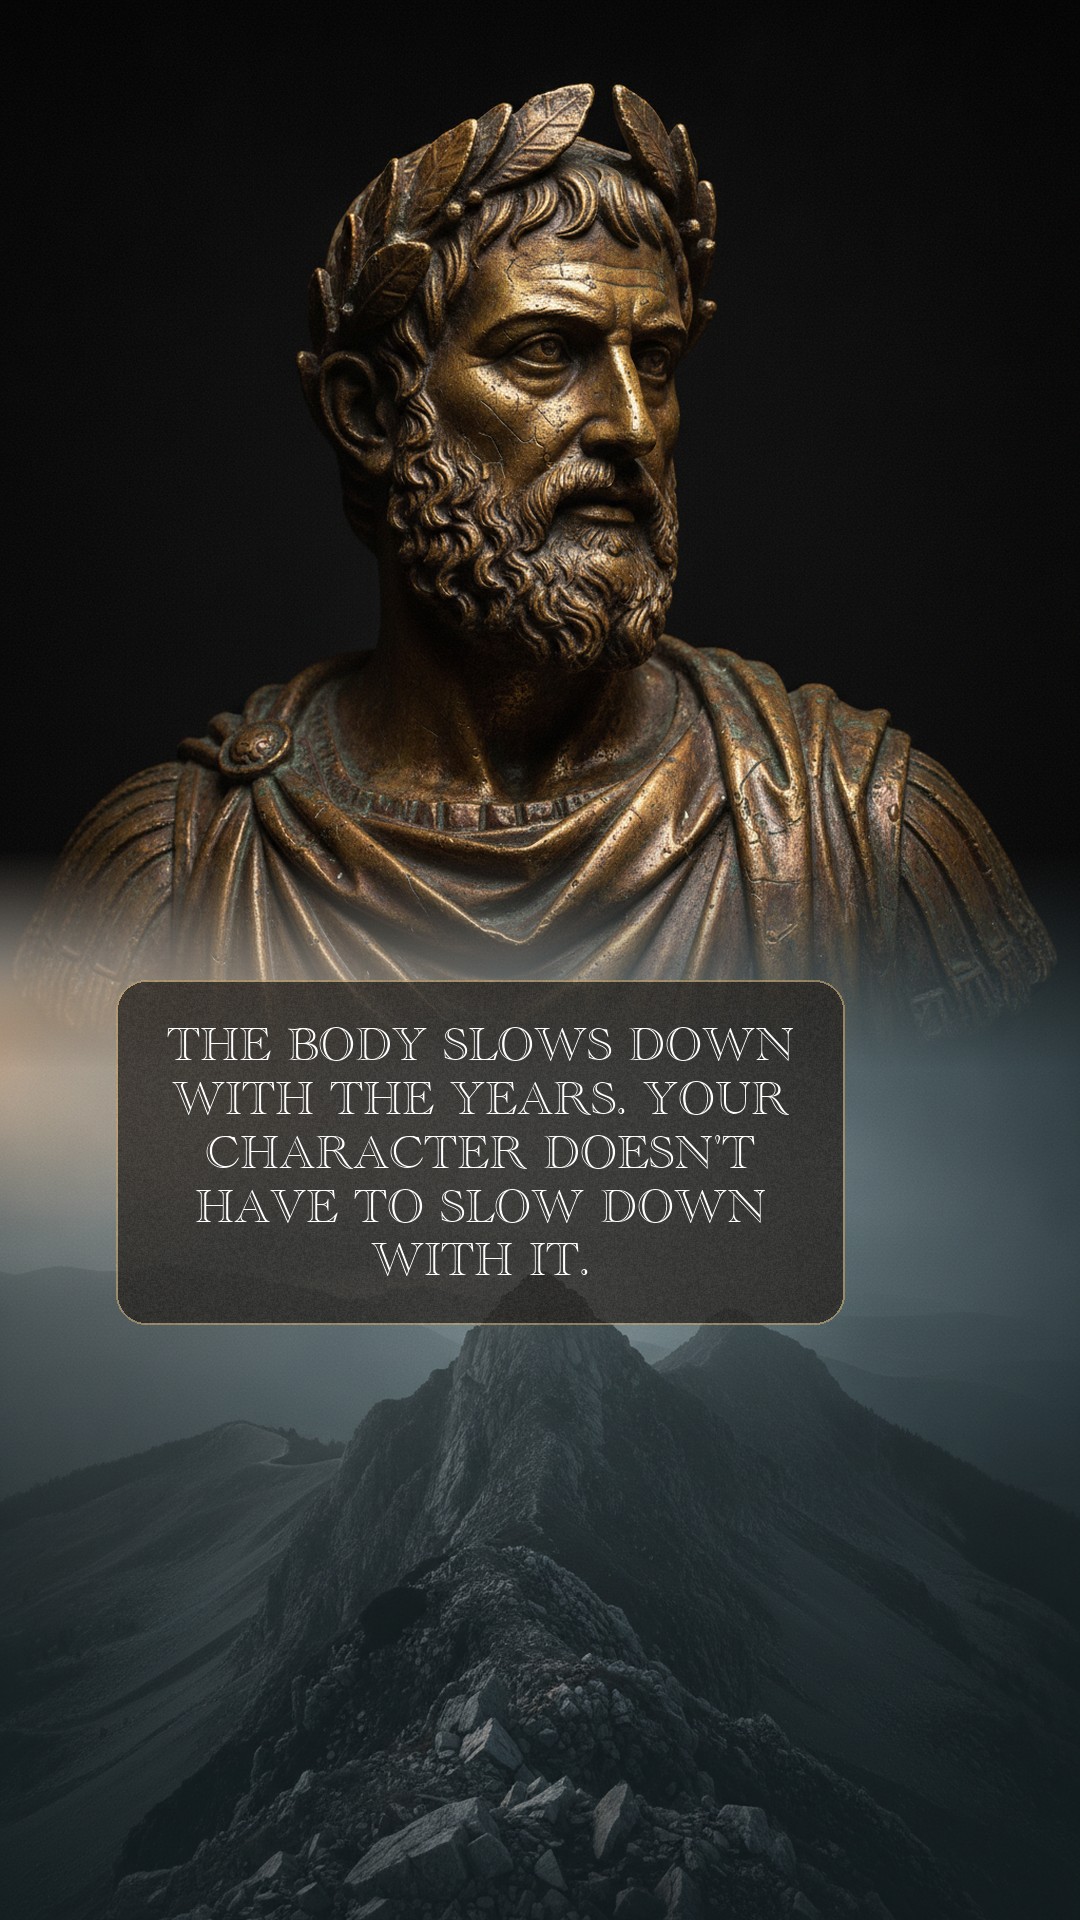 THE BODY SLOWS DOWN
WITH THE YEARS. YOUR
CHARACTER DOESN'T
HAVE TO SLOW DOWN
WITH IT.